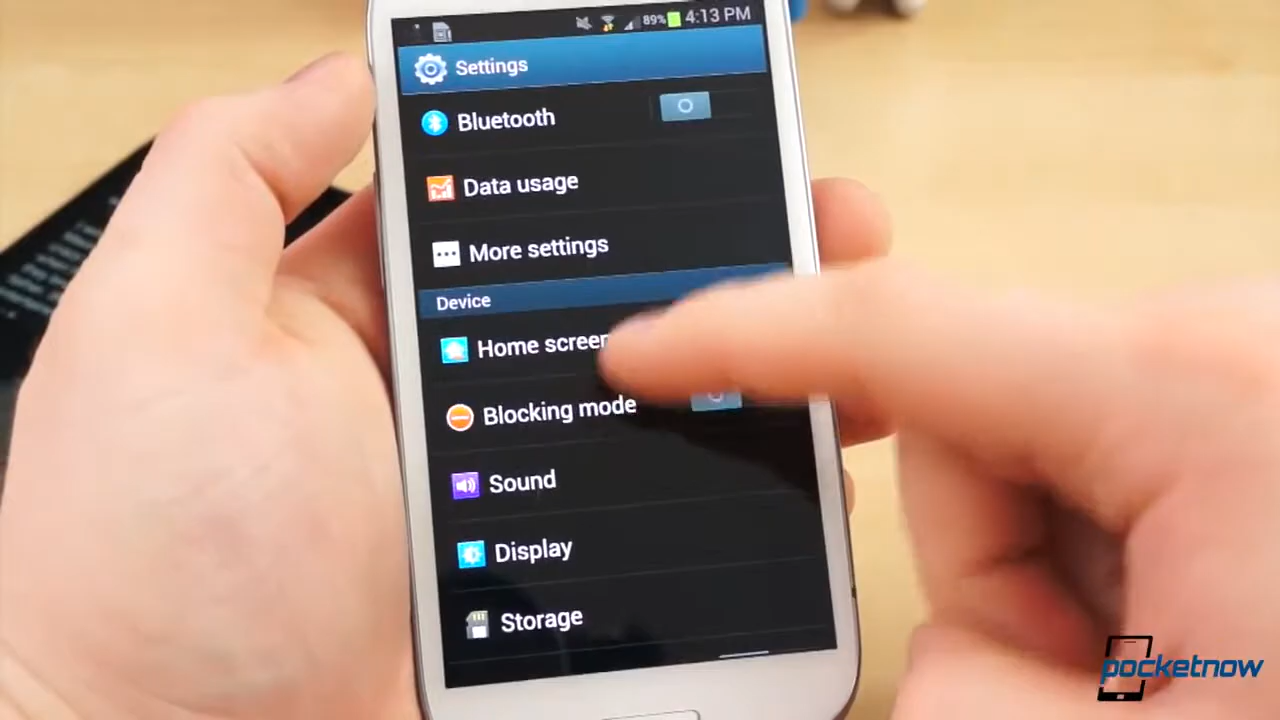 89% 4:13 PM
Settings
Bluetooth
Data usage
More settings
Device
Home screen
Blocking mode
Sound
Display
Storage
pocketnow